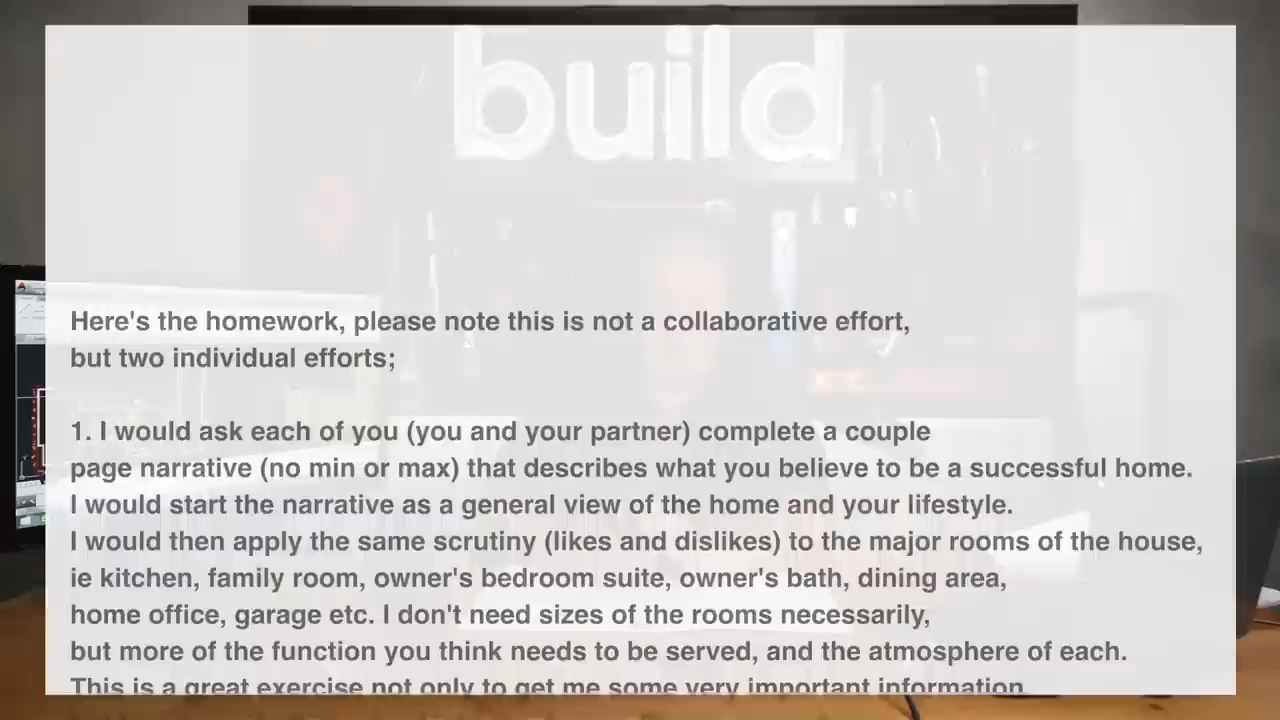 build
Here's the homework, please note this is not a collaborative effort,
but two individual efforts;
1. I would ask each of you (you and your partner) complete a couple
page narrative (no min or max) that describes what you believe to be a successful home.
I would start the narrative as a general view of the home and your lifestyle.
I would then apply the same scrutiny (likes and dislikes) to the major rooms of the house,
ie kitchen, family room, owner's bedroom suite, owner's bath, dining area,
home office, garage etc. I don't need sizes of the rooms necessarily,
but more of the function you think needs to be served, and the atmosphere of each.
This is a great exercise not only to get me some very important information